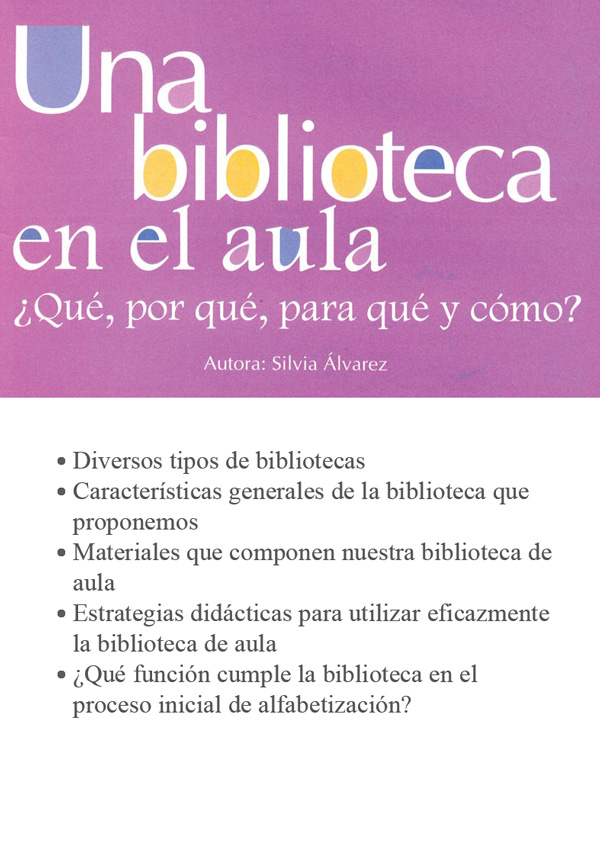 Una
biblioteca
en el aula
¿Qué, por qué, para qué y cómo?
Autora: Silvia Álvarez
• Diversos tipos de bibliotecas
• Características generales de la biblioteca que
proponemos
• Materiales que componen nuestra biblioteca de
aula
• Estrategias didácticas para utilizar eficazmente
la biblioteca de aula
• ¿Qué función cumple la biblioteca en el
proceso inicial de alfabetización?